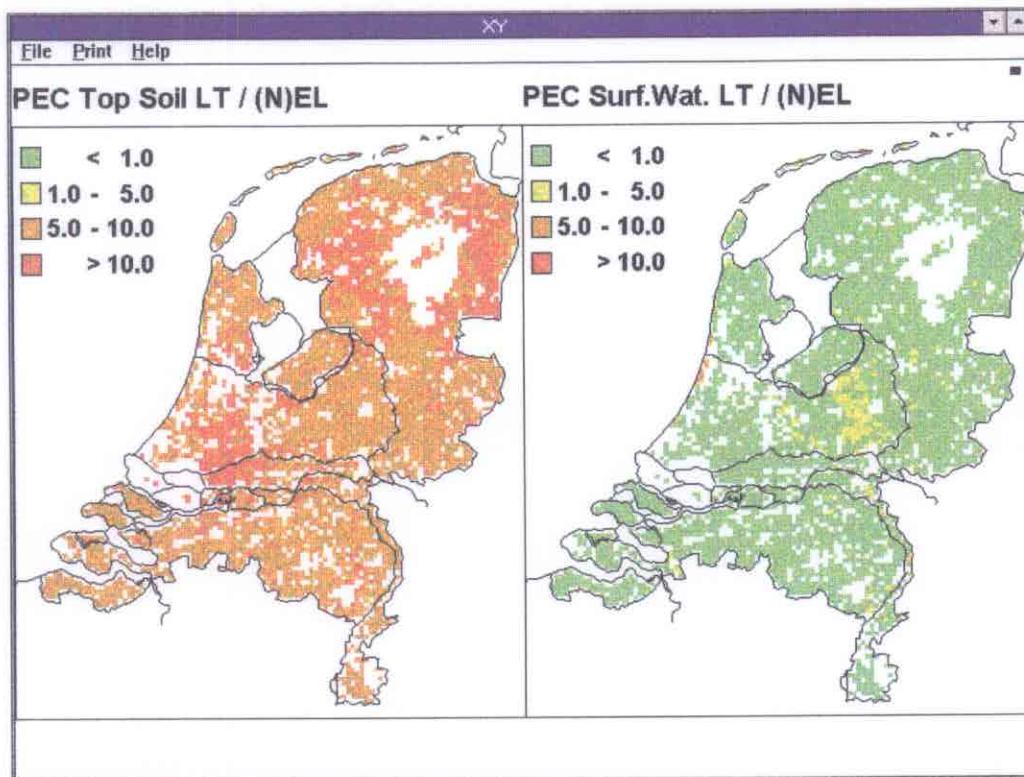 XY
File Print Help
PEC Top Soil LT / (N)EL
< 1.0
1.0 - 5.0
5.0 - 10.0
> 10.0
PEC Surf.Wat. LT / (N)EL
< 1.0
1.0 - 5.0
5.0 - 10.0
> 10.0